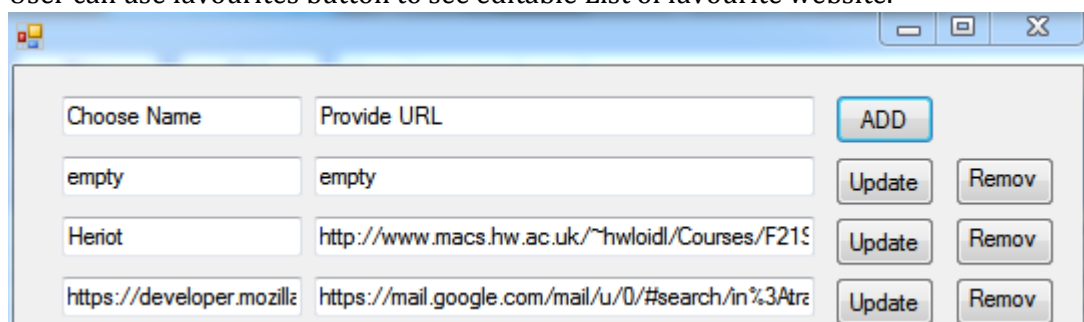 User can use favourites button to see editable List of favourite website.
Choose Name Provide URL ADD
empty empty Update Remov
Heriot http://www.macs.hw.ac.uk/~hwloidl/Courses/F21S Update Remov
https://developer.mozilla https://mail.google.com/mail/u/0/#search/in%3Atra Update Remov